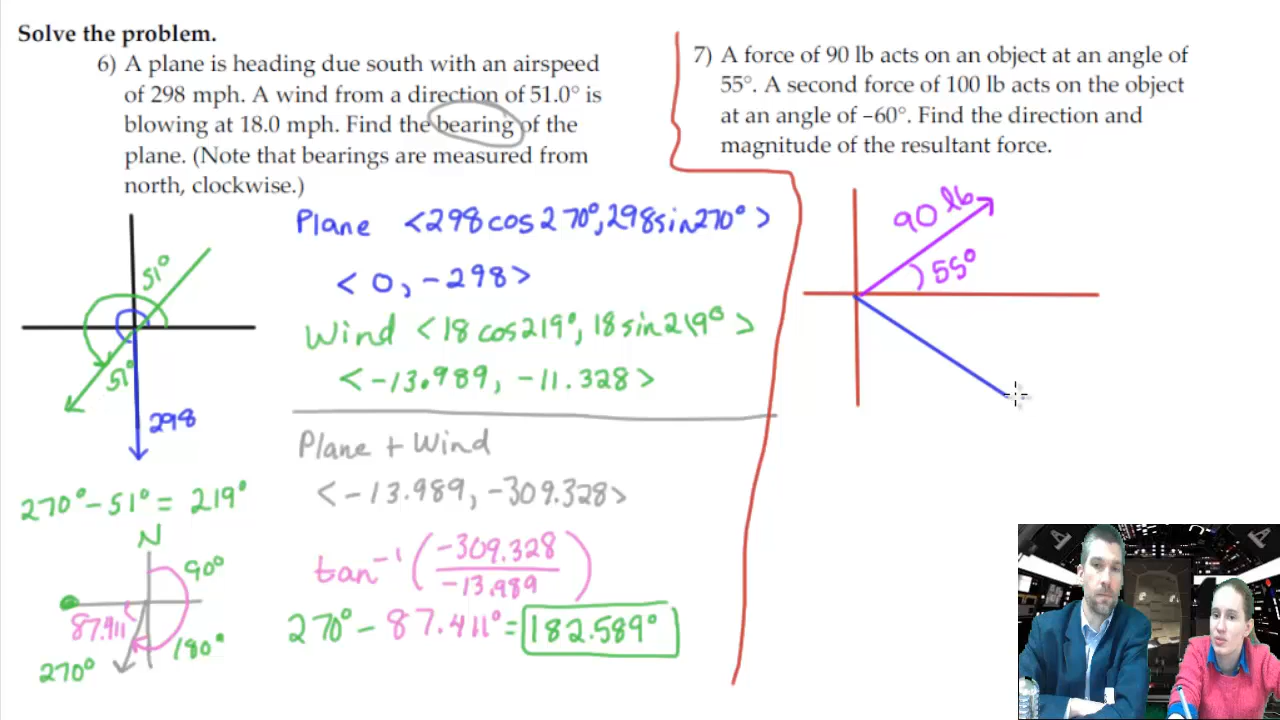 Solve the problem.
6) A plane is heading due south with an airspeed
of 298 mph. A wind from a direction of 51.0° is
blowing at 18.0 mph. Find the bearing of the
plane. (Note that bearings are measured from
north, clockwise.)
Plane <298cos270°,298sin270°>
<0,-298>
Wind <18cos219°,18sin219°>
<-13.989, -11.328>
51°
51°
298
Plane + Wind
<-13.989, -309.328>
270°-51°= 219°
N
90°
87.411
180°
270°
tan⁻¹(-309.328/-13.989)
270°- 87.411°= 182.589°
7) A force of 90 lb acts on an object at an angle of
55°. A second force of 100 lb acts on the object
at an angle of –60°. Find the direction and
magnitude of the resultant force.
90 lb
55°